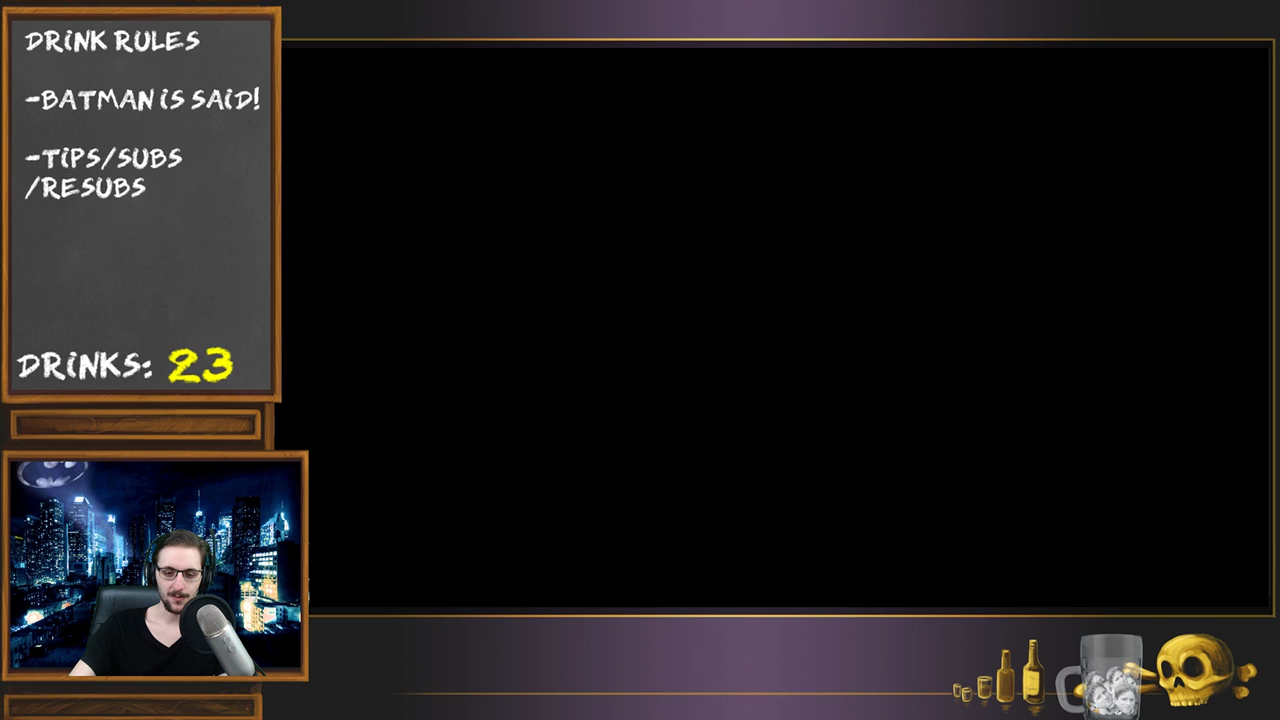 DRINK RULES
-BATMAN IS SAID!
-TIPS/SUBS
/RESUBS
DRINKS: 23